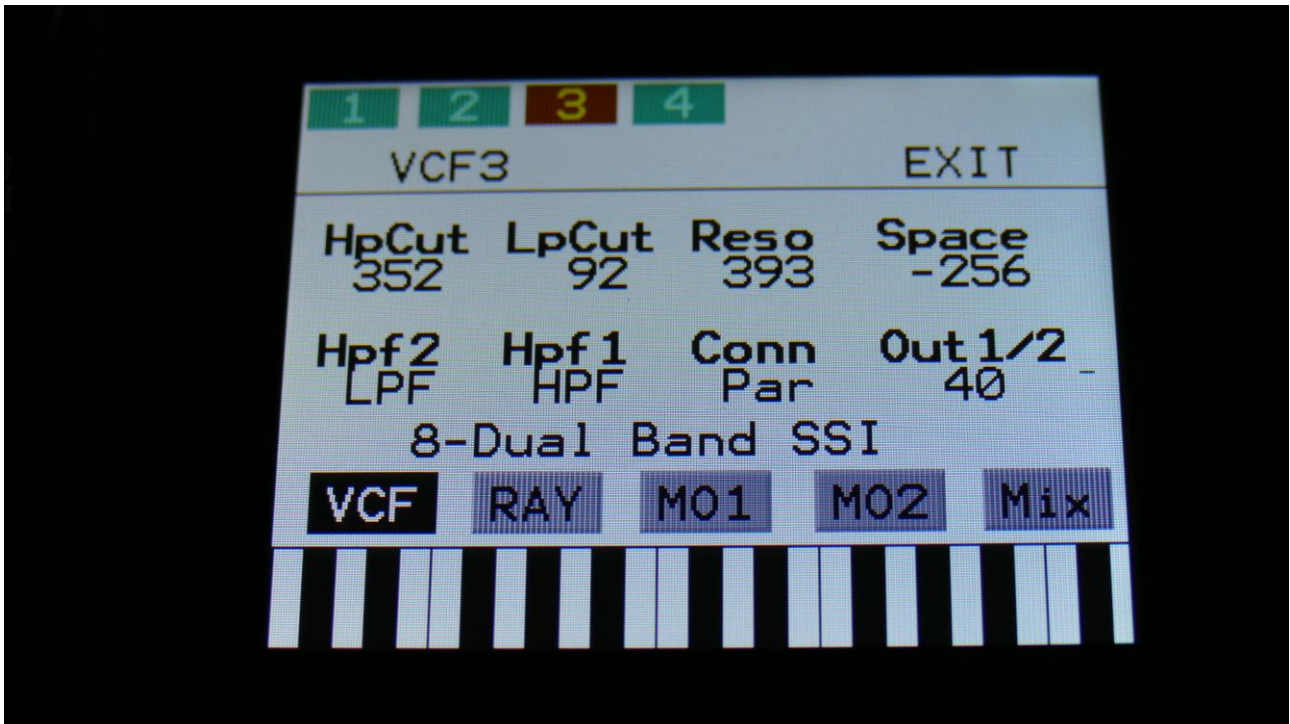 1 2 3 4
VCF3 EXIT
HpCut LpCut Reso Space
352 92 393 -256
Hpf2 Hpf1 Conn Out1/2
LPF HPF Par 40
8-Dual Band SSI
VCF RAY MO1 MO2 Mix